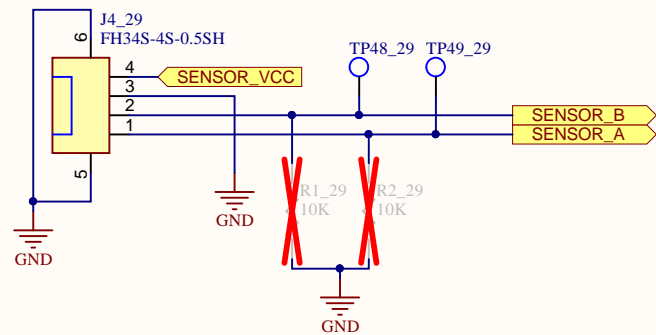 J4_29
FH34S-4S-0.5SH
TP48_29
TP49_29
6
4
SENSOR_VCC
3
2
SENSOR_B
1
SENSOR_A
5
R1_29
10K
R2_29
10K
GND
GND
GND